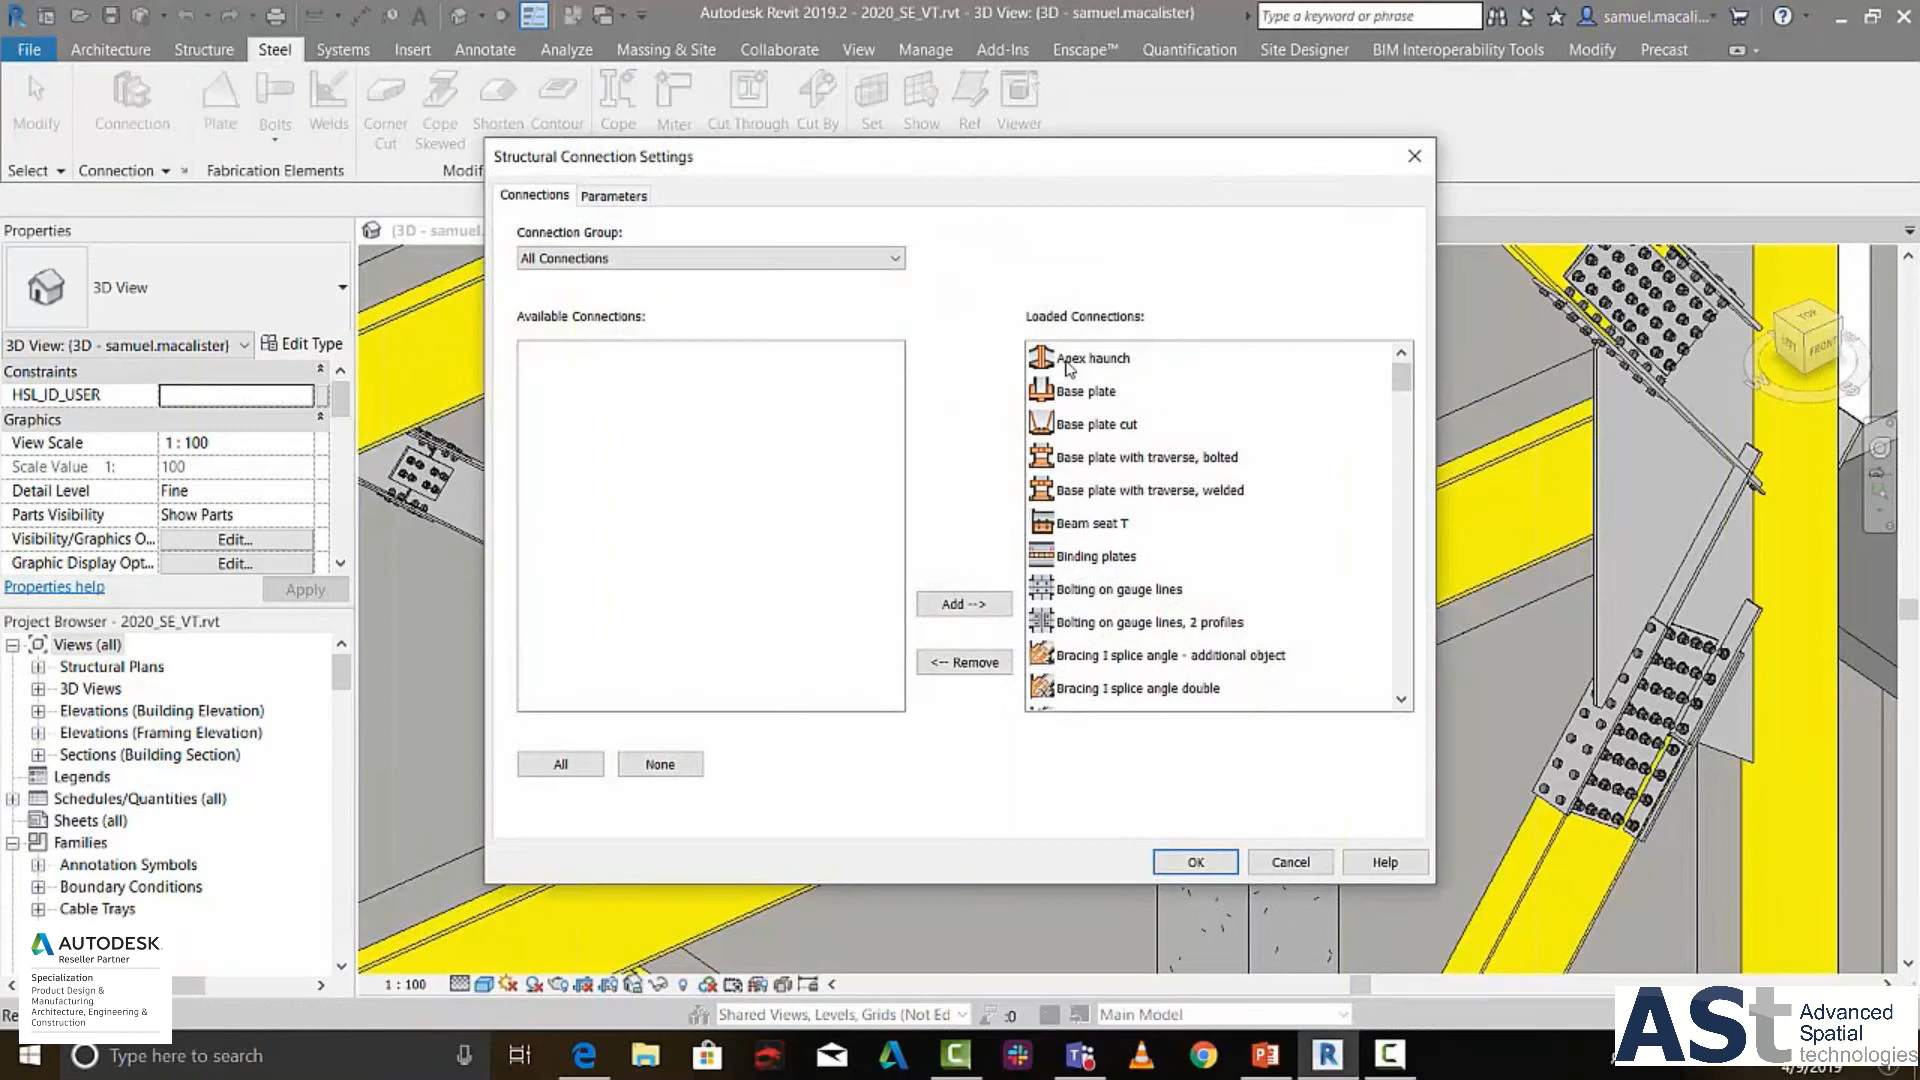 Autodesk Revit 2019.2 - 2020_SE_VT.rvt - 3D View: {3D - samuel.macalister}
Type a keyword or phrase
samuel.macali...
File Architecture Structure Steel Systems Insert Annotate Analyze Massing & Site Collaborate View Manage Add-Ins Enscape™ Quantification Site Designer BIM Interoperability Tools Modify Precast
Modify Connection Plate Bolts Welds Corner Cut Cope Skewed Shorten Contour Cope Miter Cut Through Cut By Set Show Ref Viewer
Select Connection Fabrication Elements Modif
Properties
{3D - samuel.
3D View
3D View: {3D - samuel.macalister}
Edit Type
Constraints
HSL_ID_USER
Graphics
View Scale 1 : 100
Scale Value 1: 100
Detail Level Fine
Parts Visibility Show Parts
Visibility/Graphics O... Edit...
Graphic Display Opt... Edit...
Properties help
Apply
Project Browser - 2020_SE_VT.rvt
Views (all)
Structural Plans
3D Views
Elevations (Building Elevation)
Elevations (Framing Elevation)
Sections (Building Section)
Legends
Schedules/Quantities (all)
Sheets (all)
Families
Annotation Symbols
Boundary Conditions
Cable Trays
Structural Connection Settings
Connections Parameters
Connection Group:
All Connections
Available Connections:
Loaded Connections:
Apex haunch
Base plate
Base plate cut
Base plate with traverse, bolted
Base plate with traverse, welded
Beam seat T
Binding plates
Bolting on gauge lines
Bolting on gauge lines, 2 profiles
Bracing I splice angle - additional object
Bracing I splice angle double
Add -->
<-- Remove
All None
OK Cancel Help
TOP
LEFT
FRONT
W
AUTODESK
Reseller Partner
Specialization
Product Design &
Manufacturing
Architecture, Engineering &
Construction
Re
1 : 100
Shared Views, Levels, Grids (Not Ed
:0
Main Model
Type here to search
ASt Advanced
Spatial
technologies
4/9/2019